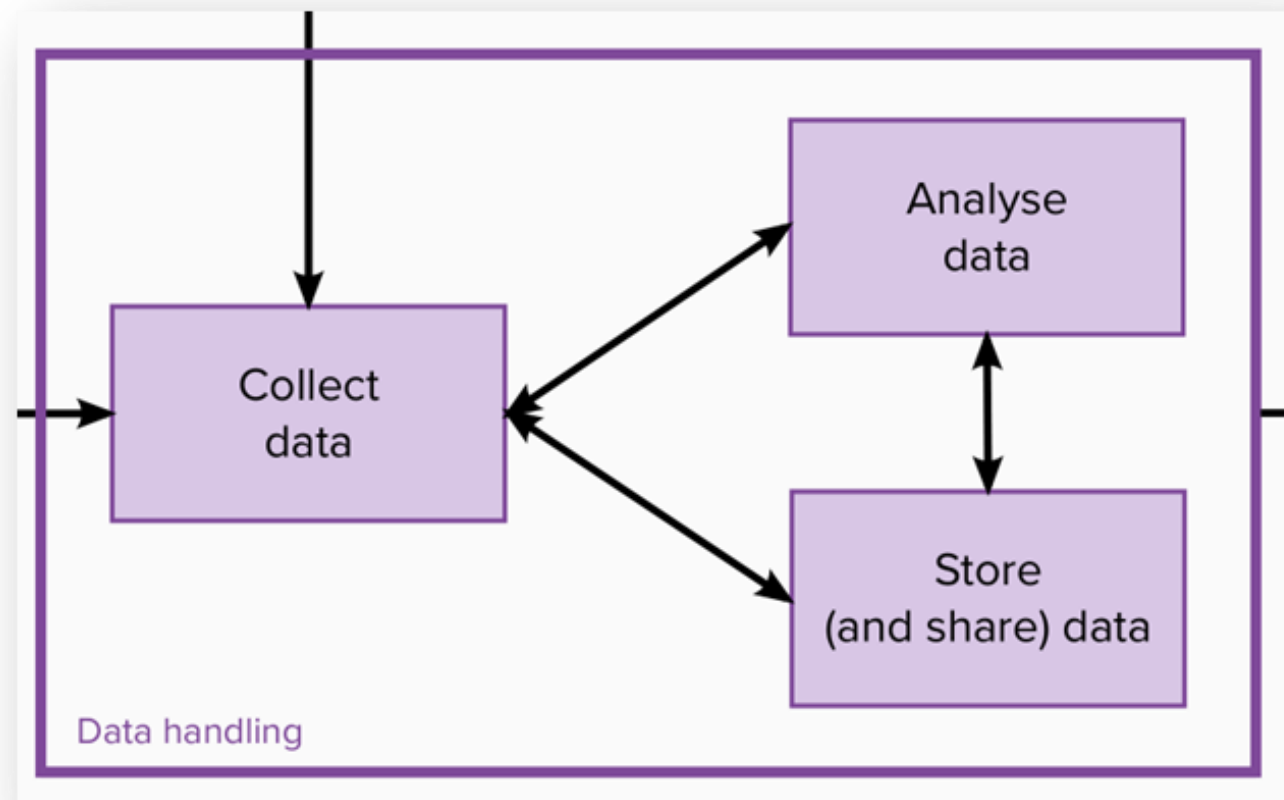 Analyse
data
Collect
data
Store
(and share) data
Data handling